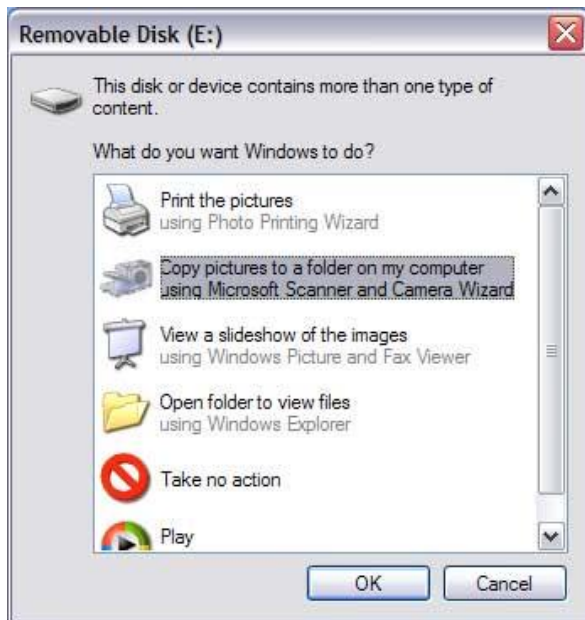 Removable Disk (E:)
This disk or device contains more than one type of
content.
What do you want Windows to do?
Print the pictures
using Photo Printing Wizard
Copy pictures to a folder on my computer
using Microsoft Scanner and Camera Wizard
View a slideshow of the images
using Windows Picture and Fax Viewer
Open folder to view files
using Windows Explorer
Take no action
Play
OK
Cancel